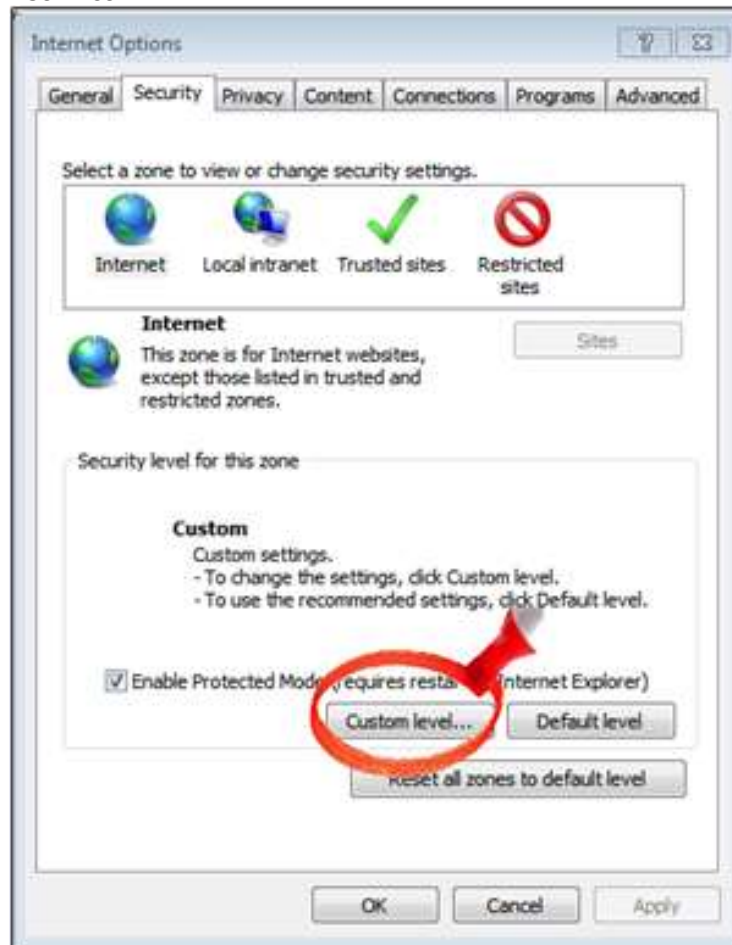 Internet Options
General Security Privacy Content Connections Programs Advanced
Select a zone to view or change security settings.
Internet Local intranet Trusted sites Restricted
sites
Internet
This zone is for Internet websites,
except those listed in trusted and
restricted zones.
Sites
Security level for this zone
Custom
Custom settings.
- To change the settings, click Custom level.
- To use the recommended settings, click Default level.
Enable Protected Mode (requires Internet Explorer)
Custom level... Default level
Reset all zones to default level
OK Cancel Apply